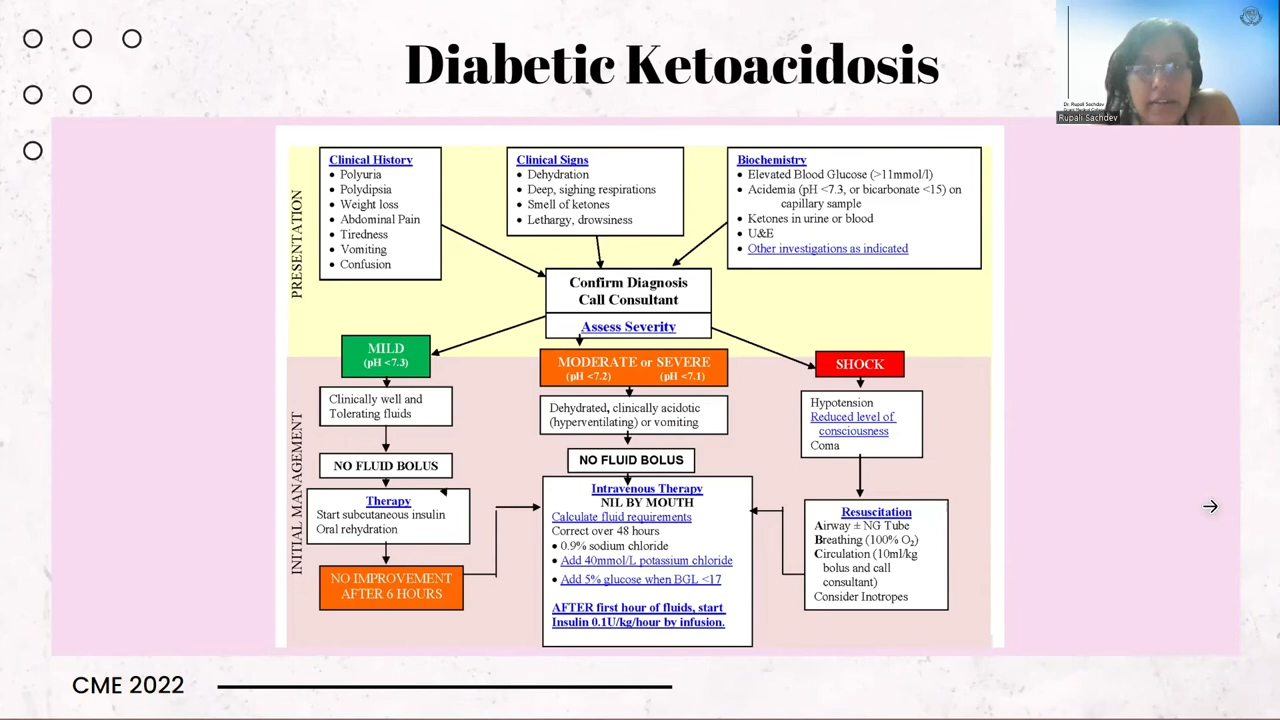 Diabetic Ketoacidosis
Dr. Rupali Sachdev
Rupali Sachdev
PRESENTATION
Clinical History
• Polyuria
• Polydipsia
• Weight loss
• Abdominal Pain
• Tiredness
• Vomiting
• Confusion
Clinical Signs
• Dehydration
• Deep, sighing respirations
• Smell of ketones
• Lethargy, drowsiness
Biochemistry
• Elevated Blood Glucose (>11mmol/l)
• Acidemia (pH <7.3, or bicarbonate <15) on
capillary sample
• Ketones in urine or blood
• U&E
• Other investigations as indicated
Confirm Diagnosis
Call Consultant
Assess Severity
INITIAL MANAGEMENT
MILD
(pH <7.3)
Clinically well and
Tolerating fluids
NO FLUID BOLUS
Therapy
Start subcutaneous insulin
Oral rehydration
NO IMPROVEMENT
AFTER 6 HOURS
MODERATE or SEVERE
(pH <7.2) (pH <7.1)
Dehydrated, clinically acidotic
(hyperventilating) or vomiting
NO FLUID BOLUS
Intravenous Therapy
NIL BY MOUTH
Calculate fluid requirements
Correct over 48 hours
• 0.9% sodium chloride
• Add 40mmol/L potassium chloride
• Add 5% glucose when BGL <17
AFTER first hour of fluids, start
Insulin 0.1U/kg/hour by infusion.
SHOCK
Hypotension
Reduced level of
consciousness
Coma
Resuscitation
Airway ± NG Tube
Breathing (100% O₂)
Circulation (10ml/kg
bolus and call
consultant)
Consider Inotropes
CME 2022